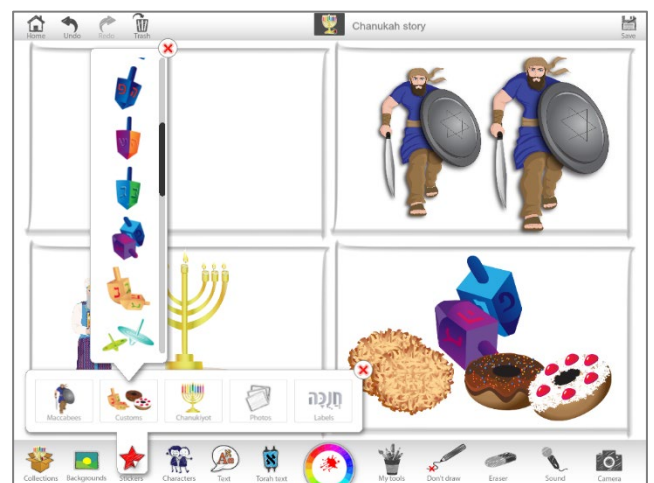 Home
Undo
Redo
Trash
Chanukah story
Save
Maccabees
Customs
Chanukiyot
Photos
חֲנֻכָּה
Labels
Collections
Backgrounds
Stickers
Characters
Text
Torah text
My tools
Don't draw
Eraser
Sound
Camera